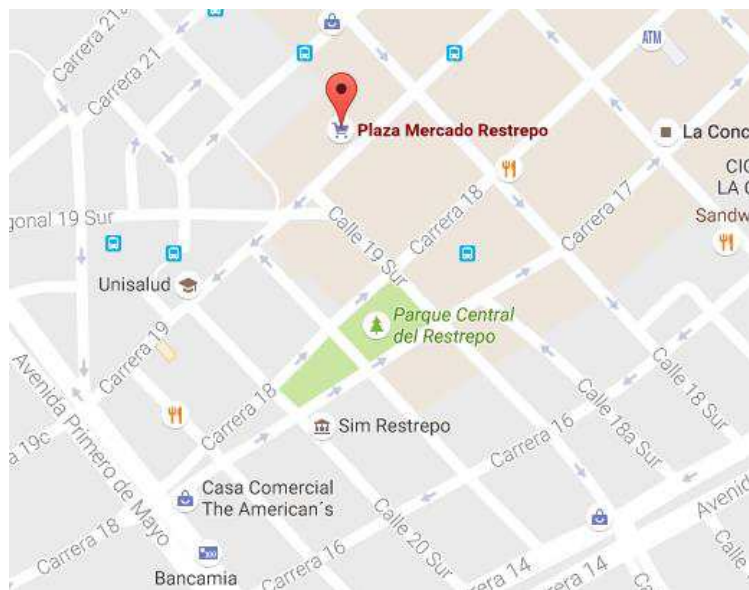 Carrera 21
Carrera 21
ATM
Plaza Mercado Restrepo
La Conc
CIC
LA C
Sandw
gonal 19 Sur
Calle 19 Sur
Carrera 18
Carrera 17
Unisalud
Parque Central
del Restrepo
Carrera 19
Avenida Primero de Mayo
Carrera 18
Sim Restrepo
a 19c
Calle 18 Sur
Calle 18a Sur
Carrera 16
Casa Comercial
The American´s
Avenid
Carrera 18
Carrera 16
Calle 20 Sur
Calle
Bancamia
Carrera 14
Carrera 14